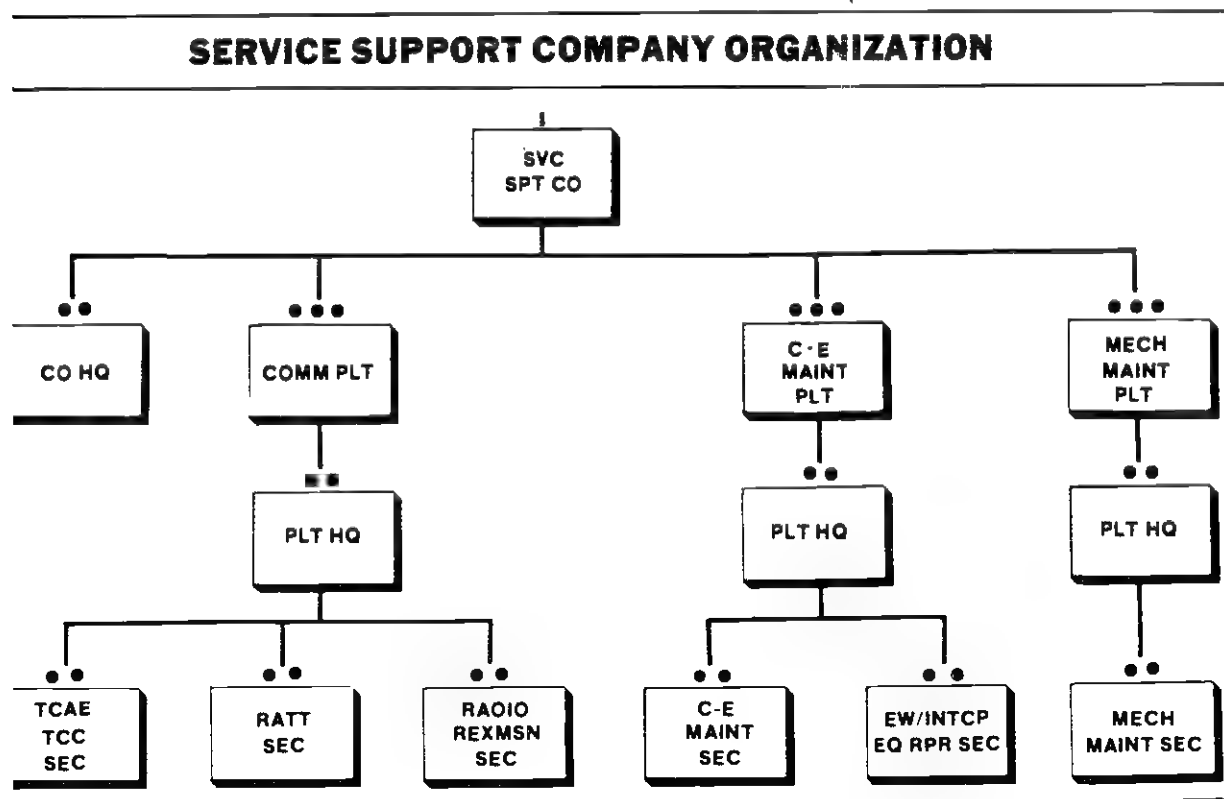 SERVICE SUPPORT COMPANY ORGANIZATION
SVC
SPT CO
CO HQ
COMM PLT
C-E
MAINT
PLT
MECH
MAINT
PLT
PLT HQ
PLT HQ
PLT HQ
TCAE
TCC
SEC
RATT
SEC
RAOIO
REXMSN
SEC
C-E
MAINT
SEC
EW/INTCP
EQ RPR SEC
MECH
MAINT SEC